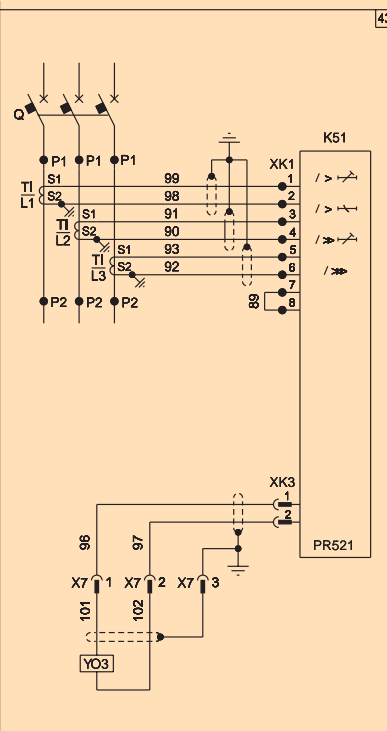 43
Q
K51
P1 P1 P1
XK1
TI
L1
S1 99 1 / >
S2 98 2
TI
L2
S1 91 3 / >
S2 90 4 / >>
TI
L3
S1 93 5
S2 92 6 / >>>
7
89
8
P2 P2 P2
XK3
1
2
96 97
PR521
X7 1 X7 2 X7 3
101 102
YO3